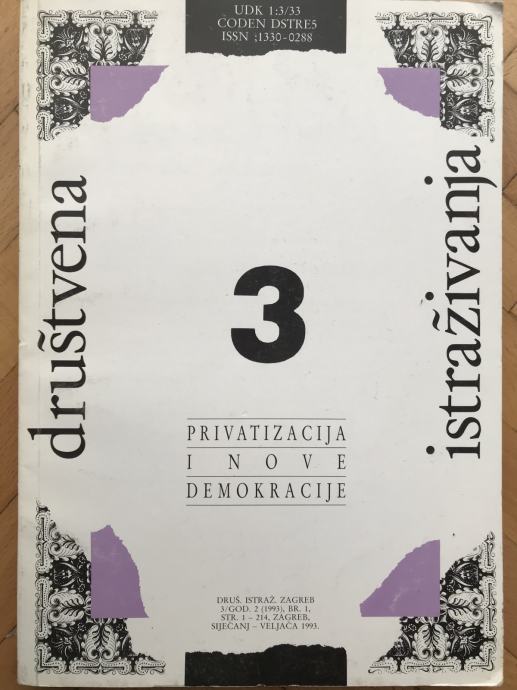 UDK 1:3/33
CODEN DSTRE5
ISSN ;1330-0288
društvena
istraživanja
3
PRIVATIZACIJA
I NOVE
DEMOKRACIJE
DRUŠ. ISTRAŽ. ZAGREB
3/GOD. 2 (1993), BR. 1,
STR. 1 – 214, ZAGREB,
SIJEČANJ – VELJAČA 1993.